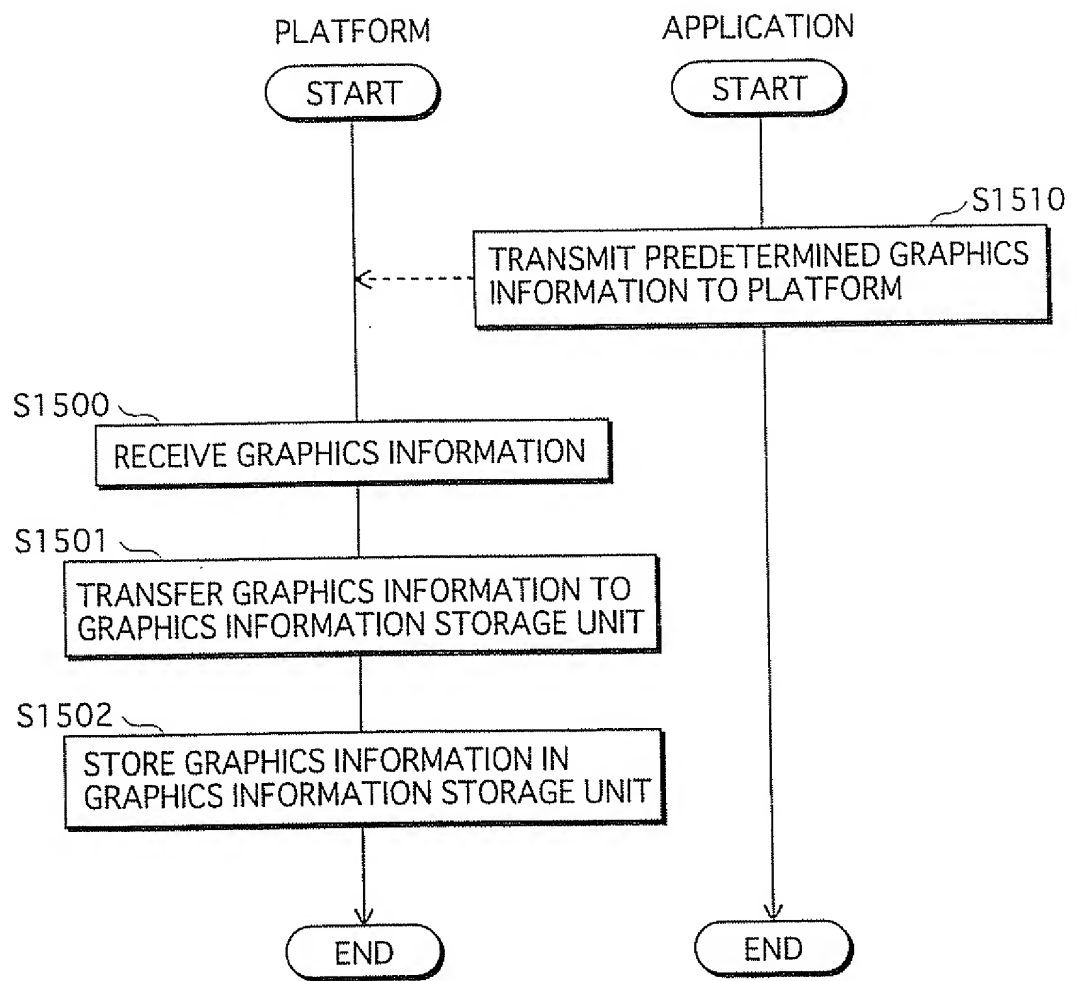 PLATFORM
APPLICATION
START
START
S1510
TRANSMIT PREDETERMINED GRAPHICS
INFORMATION TO PLATFORM
S1500
RECEIVE GRAPHICS INFORMATION
S1501
TRANSFER GRAPHICS INFORMATION TO
GRAPHICS INFORMATION STORAGE UNIT
S1502
STORE GRAPHICS INFORMATION IN
GRAPHICS INFORMATION STORAGE UNIT
END
END